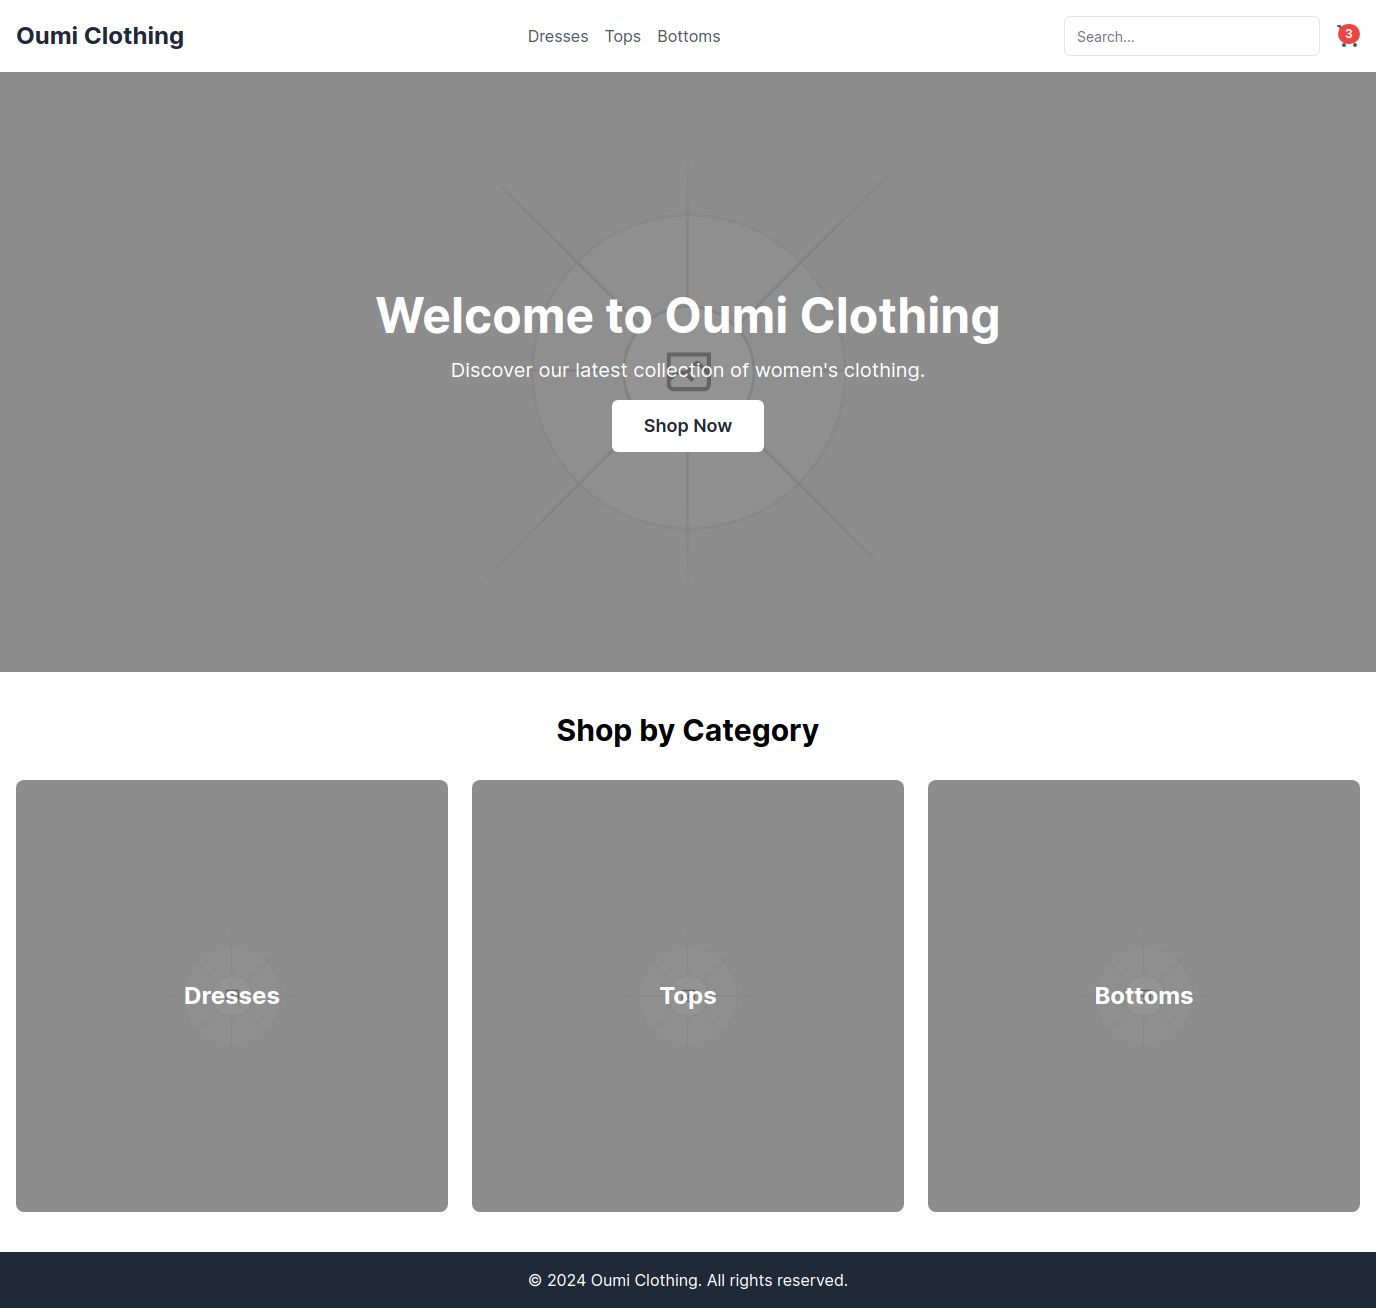 Oumi Clothing
Dresses Tops Bottoms
Search...
3
Welcome to Oumi Clothing
Discover our latest collection of women's clothing.
Shop Now
Shop by Category
Dresses
Tops
Bottoms
© 2024 Oumi Clothing. All rights reserved.